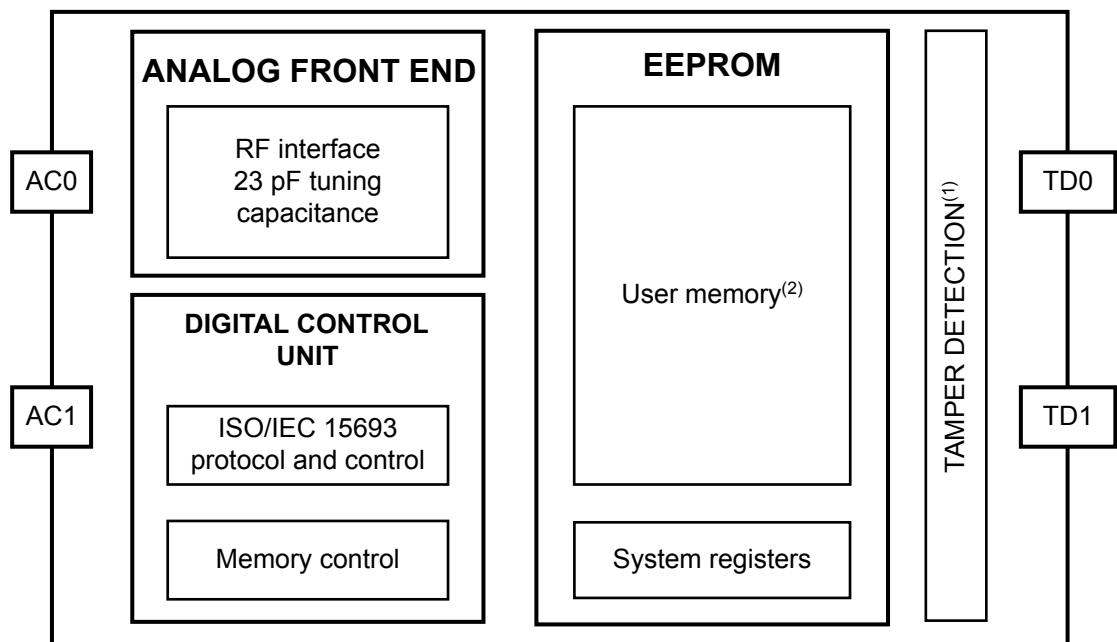 ANALOG FRONT END
RF interface
23 pF tuning
capacitance
AC0
DIGITAL CONTROL
UNIT
AC1
ISO/IEC 15693
protocol and control
Memory control
EEPROM
User memory(2)
System registers
TAMPER DETECTION(1)
TD0
TD1